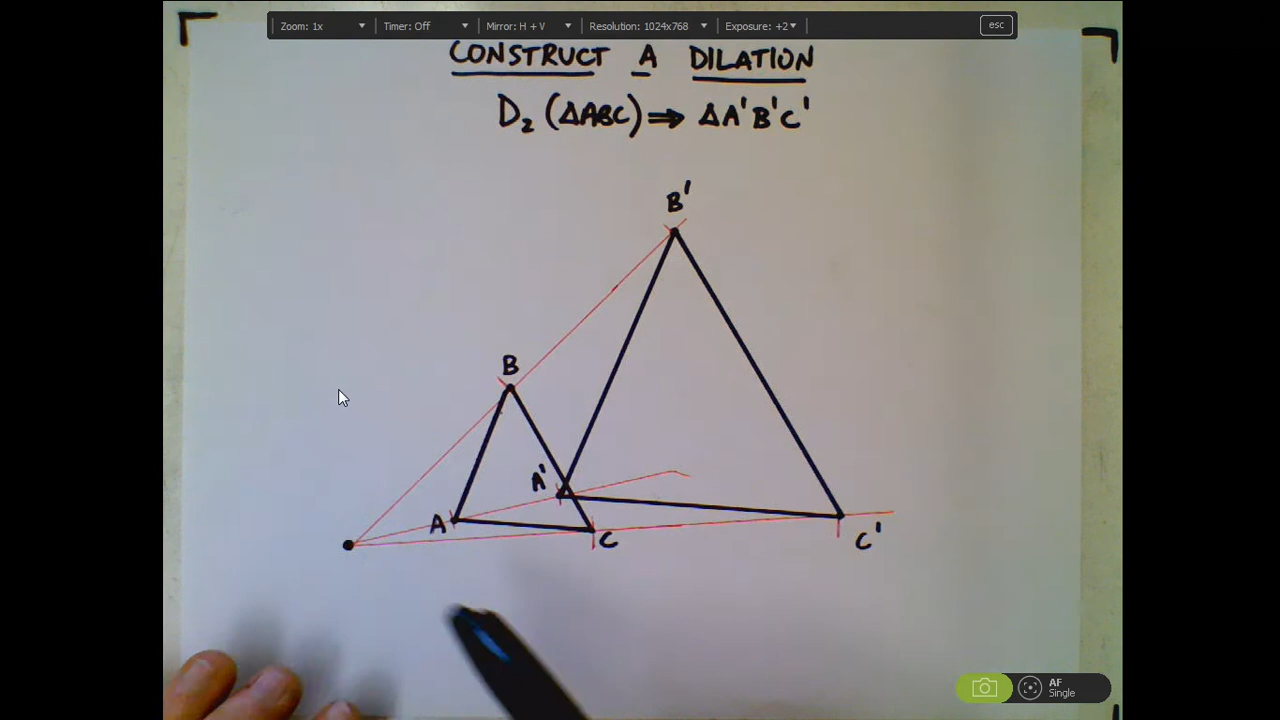 Zoom: 1x Timer: Off Mirror: H + V Resolution: 1024x768 Exposure: +2 esc
CONSTRUCT A DILATION
D₂ (ΔABC) ⇒ ΔA'B'C'
B'
B
A'
A
C
C'
AF
Single